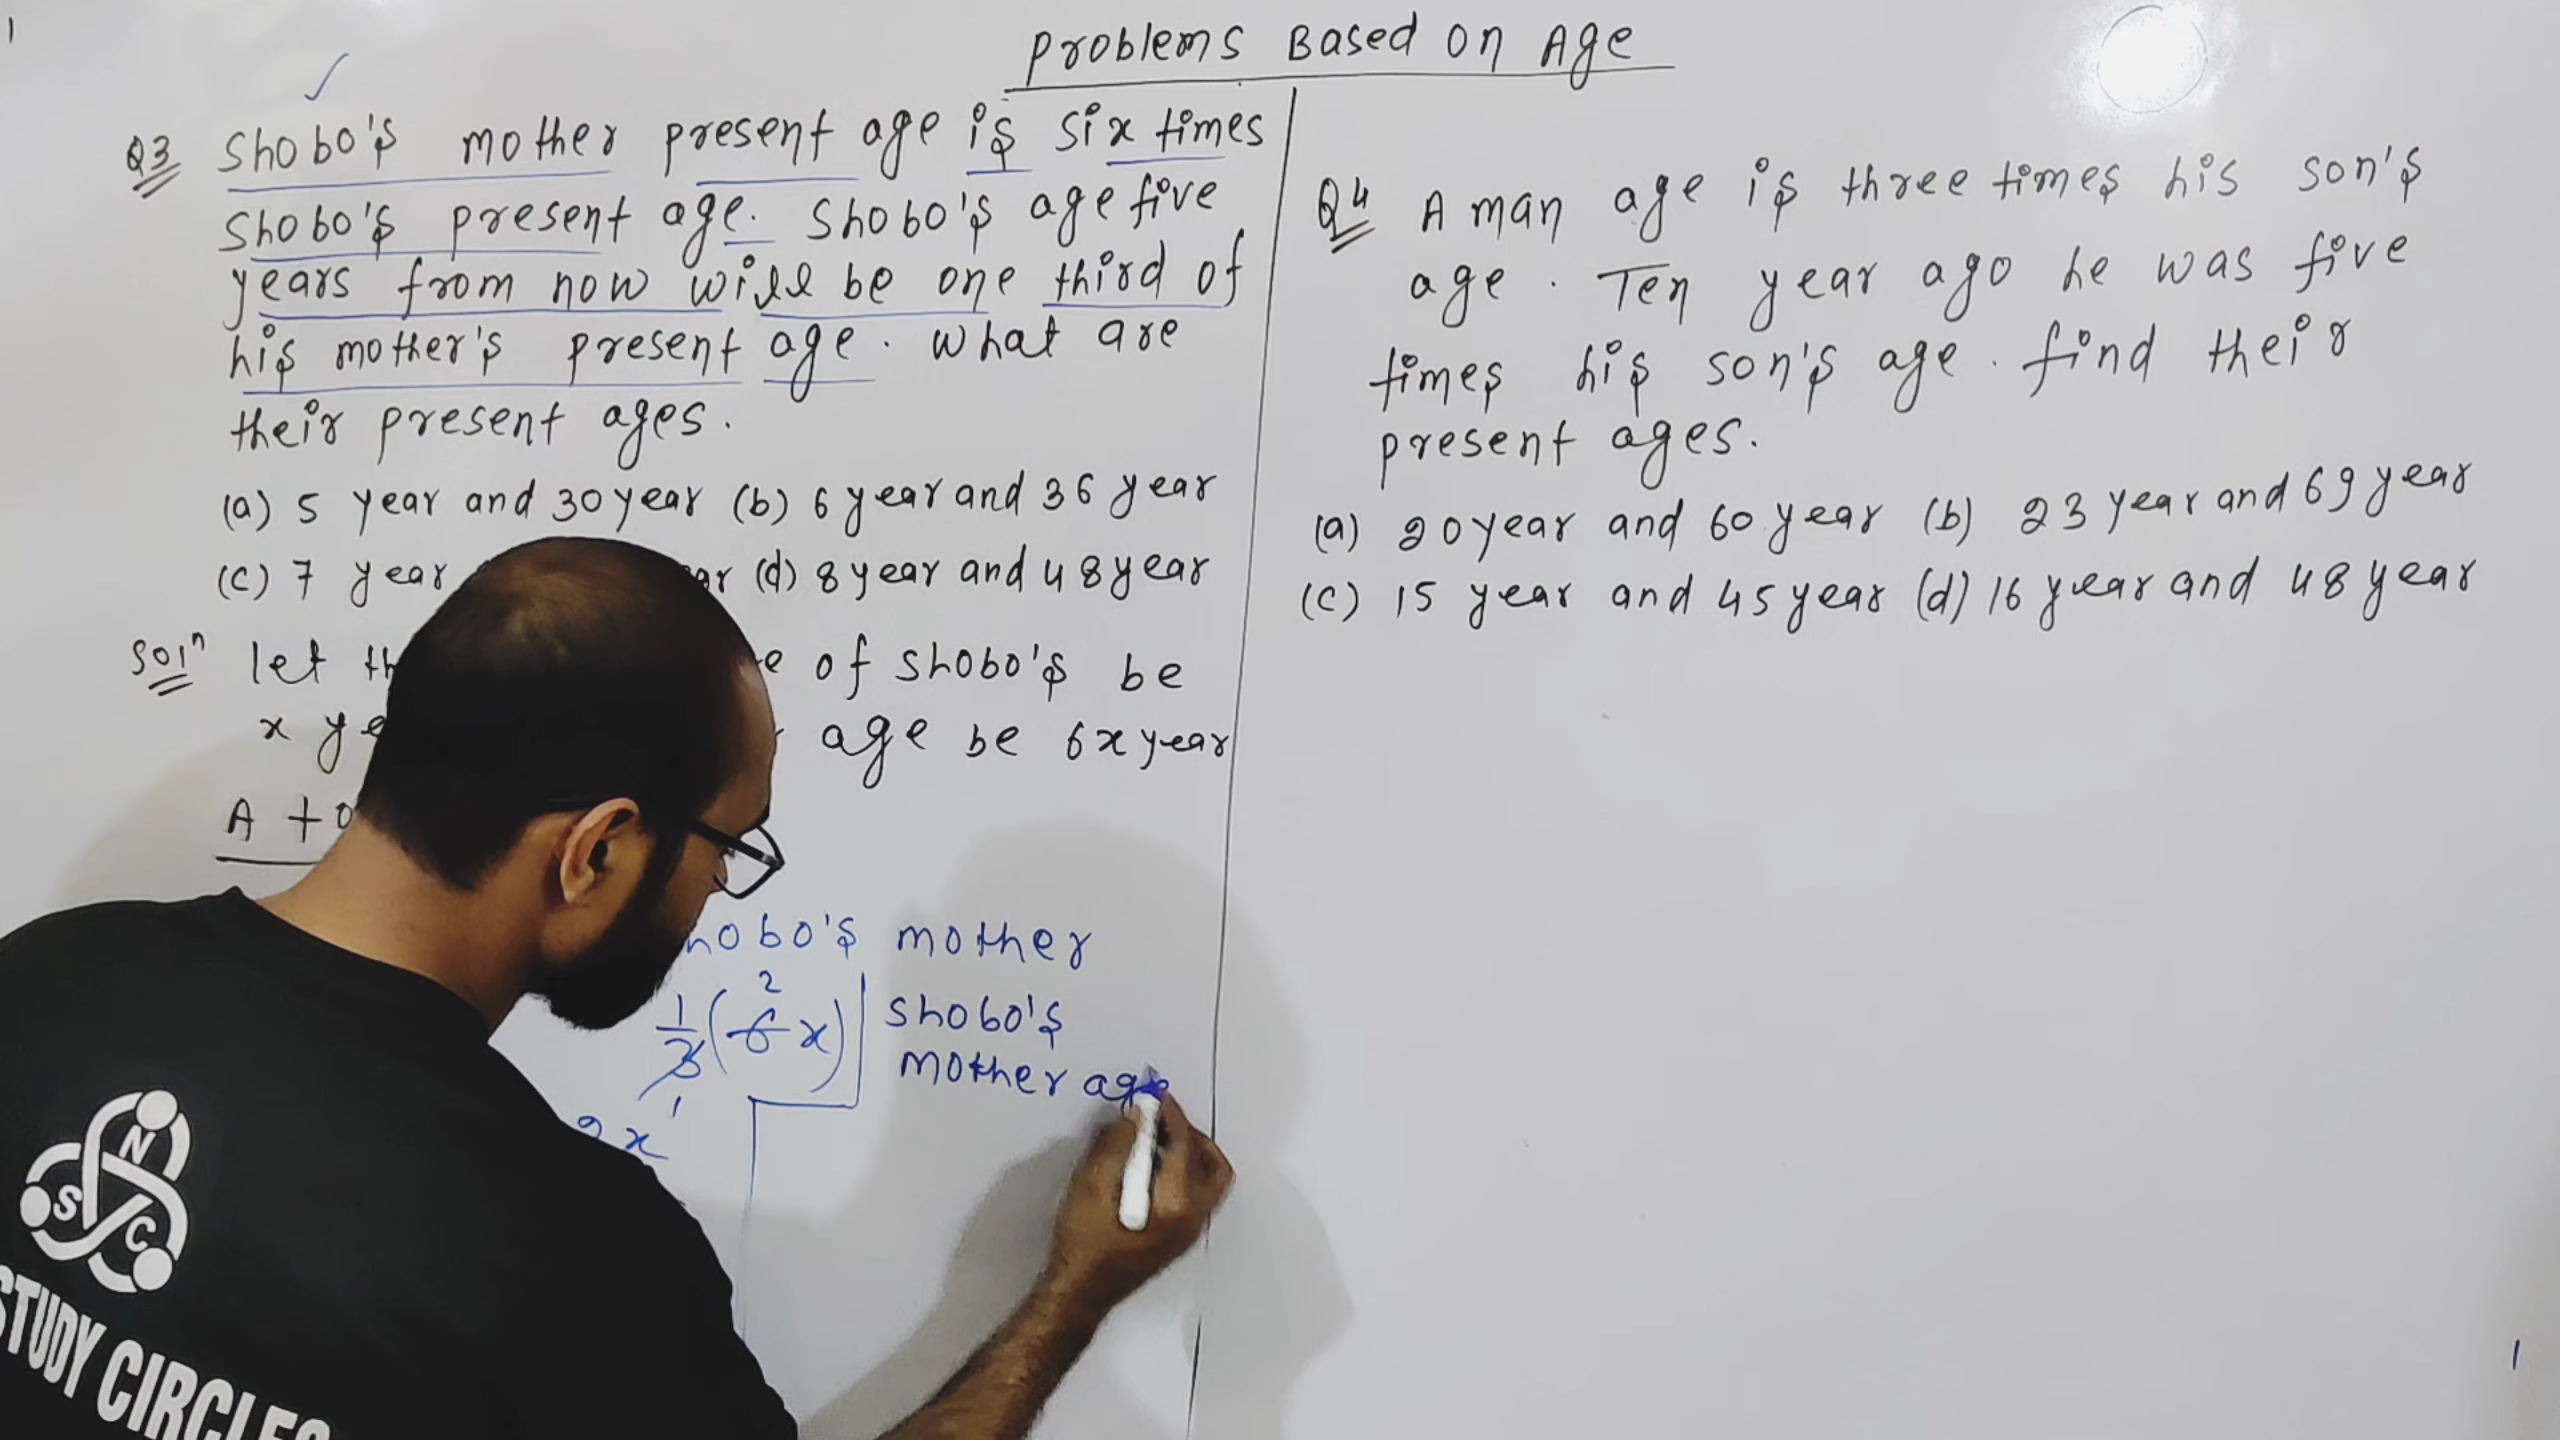 Problems Based on Age
Q3 Shobo's mother present age is six times
Shobo's present age. Shobo's age five
years from now will be one third of
his mother's present age. what are
their present ages.
(a) 5 year and 30 year (b) 6 year and 36 year
(c) 7 year (d) 8 year and 48 year
Soln let of shobo's be
x age be 6x year
A
mother
1/3 (6x) 2 1
shobo's
mother age
2x
Q4 A man age is three times his son's
age. Ten year ago he was five
times his son's age. find their
present ages.
(a) 20 year and 60 year (b) 23 year and 69 year
(c) 15 year and 45 year (d) 16 year and 48 year
N
S C
STUDY CIRCLES